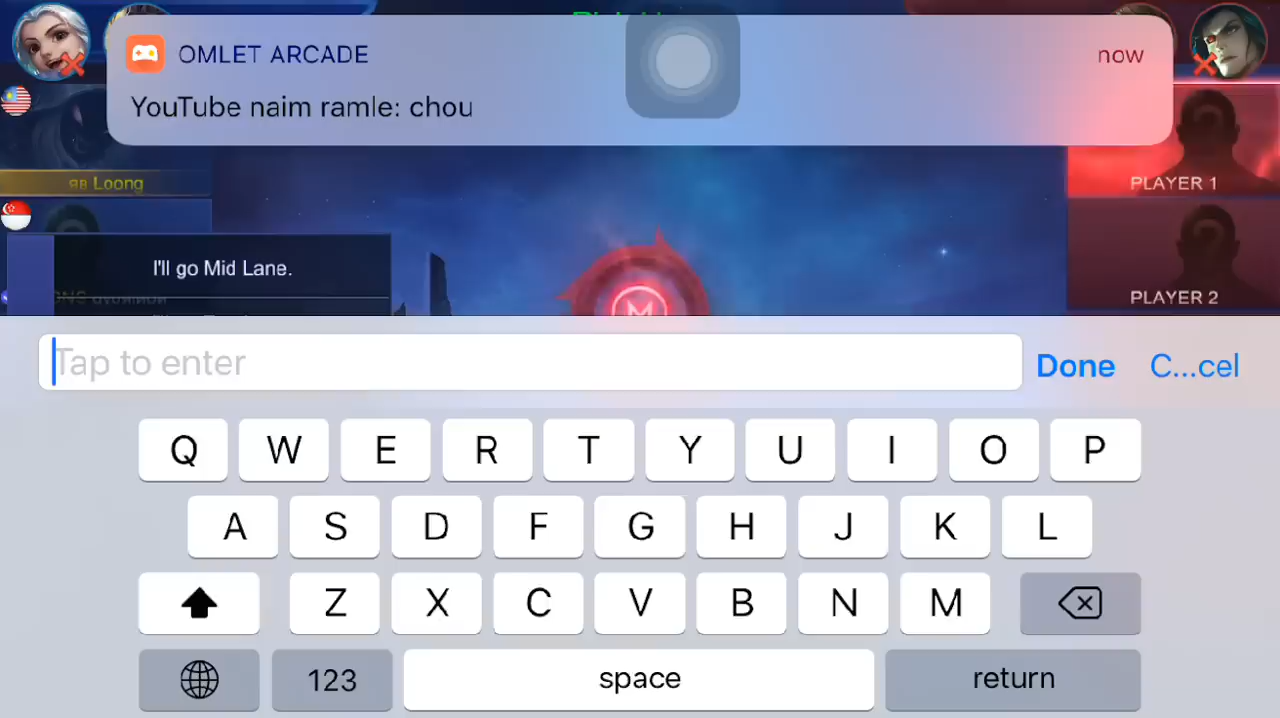 OMLET ARCADE
now
YouTube naim ramle: chou
ЯB Loong
PLAYER 1
I'll go Mid Lane.
PLAYER 2
Tap to enter
Done
C...cel
Q W E R T Y U I O P
A S D F G H J K L
Z X C V B N M
123
space
return